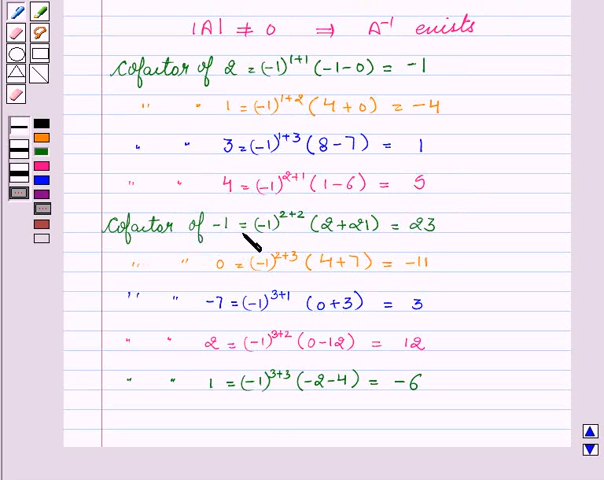 |A| ≠ 0 ⇒ A⁻¹ exists
Cofactor of 2 = (-1)¹⁺¹ (-1-0) = -1
" " 1 = (-1)¹⁺² (4+0) = -4
" " 3 = (-1)¹⁺³ (8-7) = 1
" " 4 = (-1)²⁺¹ (1-6) = 5
Cofactor of -1 = (-1)²⁺² (2+21) = 23
" " 0 = (-1)²⁺³ (4+7) = -11
" " -7 = (-1)³⁺¹ (0+3) = 3
" " 2 = (-1)³⁺² (0-12) = 12
" " 1 = (-1)³⁺³ (-2-4) = -6